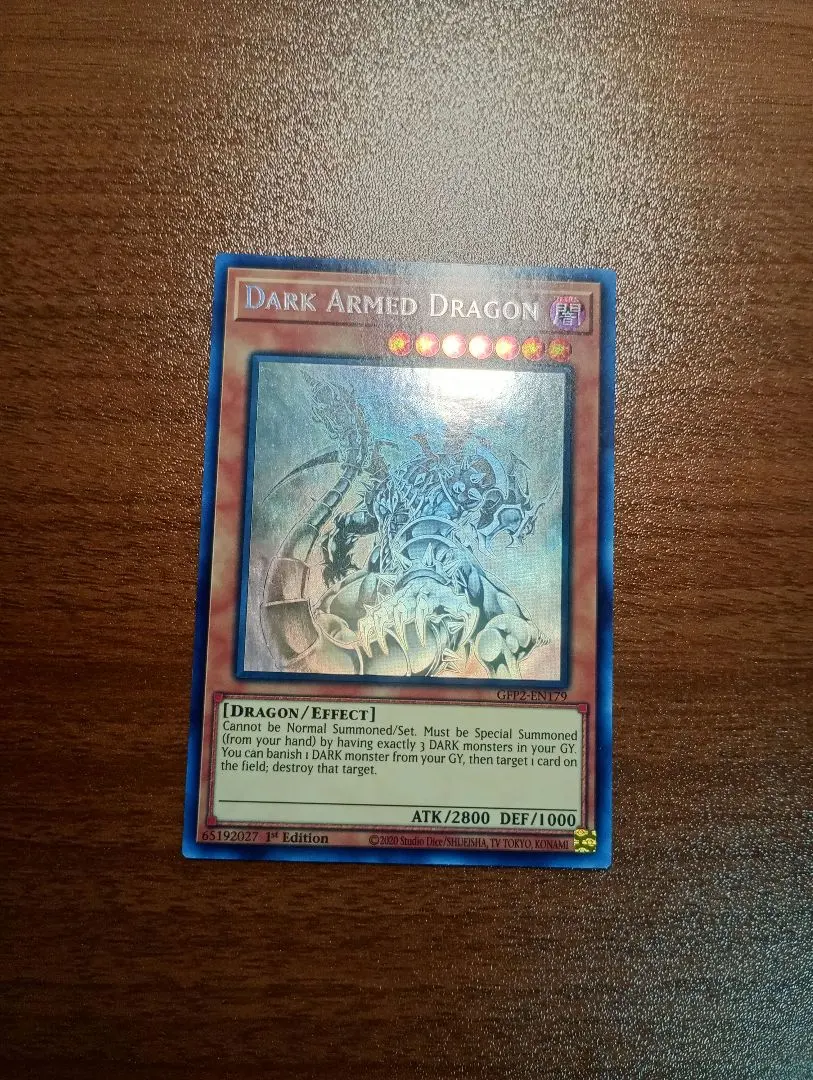 DARK ARMED DRAGON
闇
GFP2-EN179
[DRAGON/EFFECT]
Cannot be Normal Summoned/Set. Must be Special Summoned
(from your hand) by having exactly 3 DARK monsters in your GY.
You can banish 1 DARK monster from your GY, then target 1 card on
the field; destroy that target.
ATK/2800 DEF/1000
65192027 1st Edition ©2020 Studio Dice/SHUEISHA, TV TOKYO, KONAMI